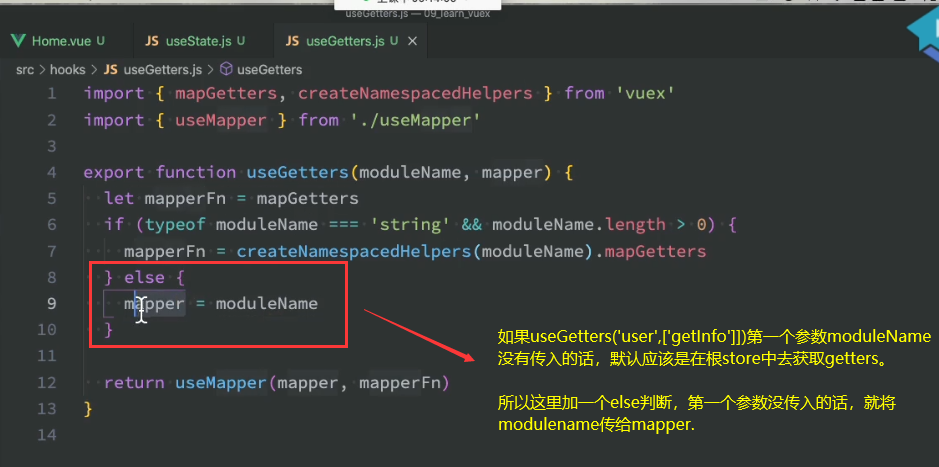 useGetters.js — 09_learn_vuex
Home.vue U
JS useState.js U
JS useGetters.js U ×
src > hooks > JS useGetters.js > useGetters
1 import { mapGetters, createNamespacedHelpers } from 'vuex'
2 import { useMapper } from './useMapper'
3
4 export function useGetters(moduleName, mapper) {
5 let mapperFn = mapGetters
6 if (typeof moduleName === 'string' && moduleName.length > 0) {
7 mapperFn = createNamespacedHelpers(moduleName).mapGetters
8 } else {
9 mapper = moduleName
10 }
11
12 return useMapper(mapper, mapperFn)
13 }
14
如果useGetters('user',['getInfo']])第一个参数moduleName
没有传入的话，默认应该是在根store中去获取getters。
所以这里加一个else判断，第一个参数没传入的话，就将
modulename传给mapper.